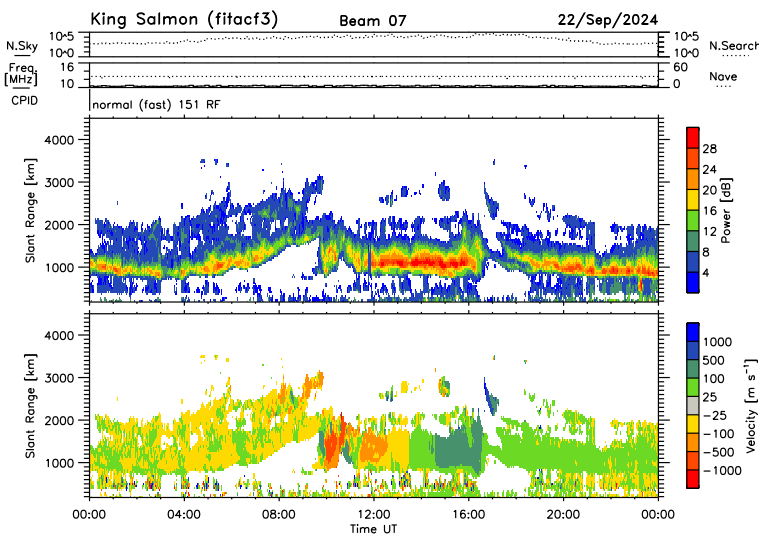 King Salmon (fitacf3) Beam 07 22/Sep/2024
N.Sky 10^5 10^0 10^5 10^0 N.Search
Freq. [MHz] 16 10 60 0 Nave
CPID normal (fast) 151 RF
Slant Range [km] 4000 3000 2000 1000
Power [dB] 28 24 20 16 12 8 4
Slant Range [km] 4000 3000 2000 1000
Velocity [m s⁻¹] 1000 500 100 25 −25 −100 −500 −1000
00:00 04:00 08:00 12:00 16:00 20:00 00:00
Time UT